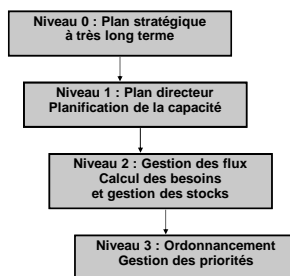 Niveau 0 : Plan stratégique
à très long terme
Niveau 1 : Plan directeur
Planification de la capacité
Niveau 2 : Gestion des flux
Calcul des besoins
et gestion des stocks
Niveau 3 : Ordonnancement
Gestion des priorités